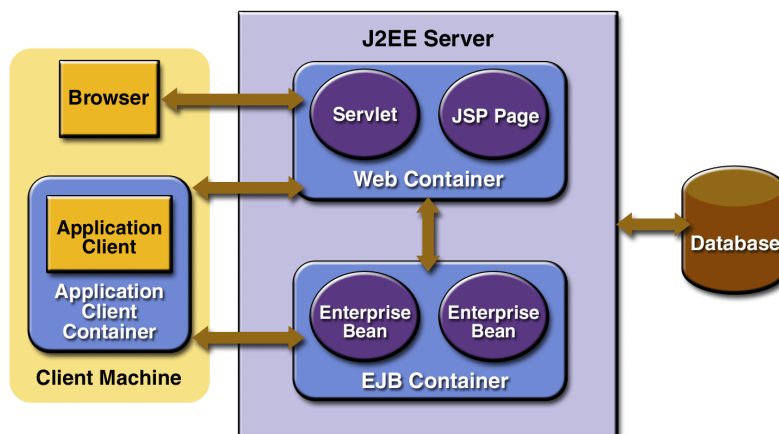 J2EE Server
Browser
Servlet
JSP Page
Web Container
Application
Client
Application
Client
Container
Client Machine
Enterprise
Bean
Enterprise
Bean
EJB Container
Database